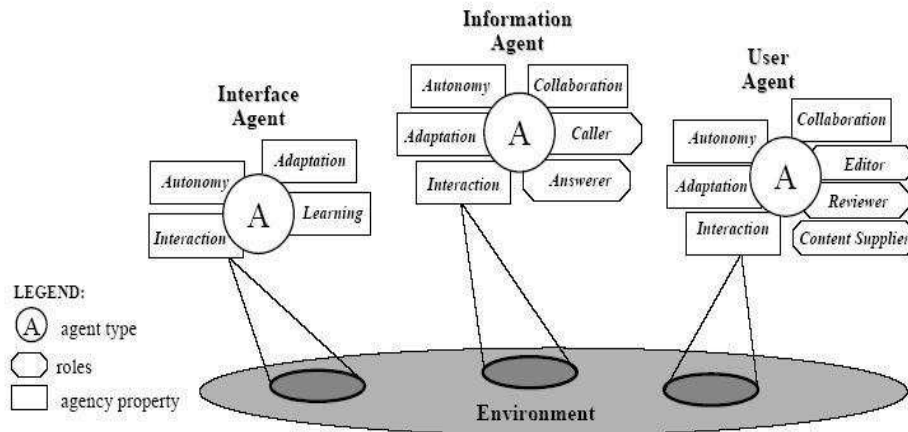 Information
Agent
Autonomy
Collaboration
Adaptation
A
Caller
Interaction
Answerer
Interface
Agent
Adaptation
Autonomy
A
Learning
Interaction
User
Agent
Collaboration
Autonomy
Editor
Adaptation
A
Reviewer
Interaction
Content Supplier
LEGEND:
A agent type
roles
agency property
Environment